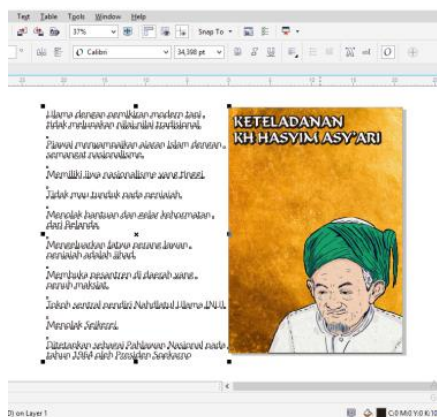 Text Table Tools Window Help
37% Snap To
Calibri 34,398 pt
Ulama dengan pemikiran modern tapi
tidak melupakan nilai-nilai tradisional.
Piawai menyampaikan ajaran Islam dengan
semangat nasionalisme.
Memiliki jiwa nasionalisme yang tinggi.
Tidak mau tunduk pada penjajah.
Menolak bantuan dan gelar kehormatan
dari Belanda.
Mengeluarkan fatwa perang lawan
penjajah adalah jihad.
Membuka pesantren di daerah yang
penuh maksiat.
Tokoh sentral pendiri Nahdlatul Ulama (NU).
Menolak Seikerei.
Ditetapkan sebagai Pahlawan Nasional pada
tahun 1964 oleh Presiden Soekarno
KETELADANAN
KH HASYIM ASY'ARI
on Layer 1